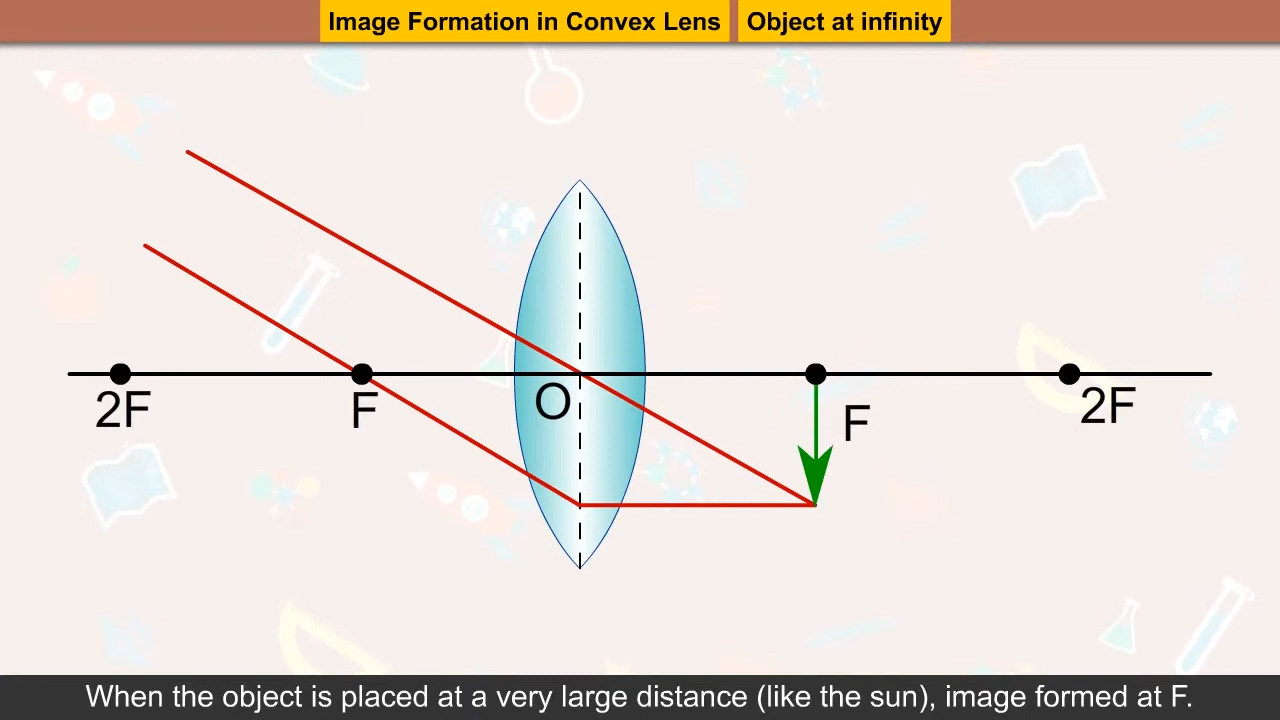 Image Formation in Convex Lens Object at infinity
2F F O F 2F
When the object is placed at a very large distance (like the sun), image formed at F.